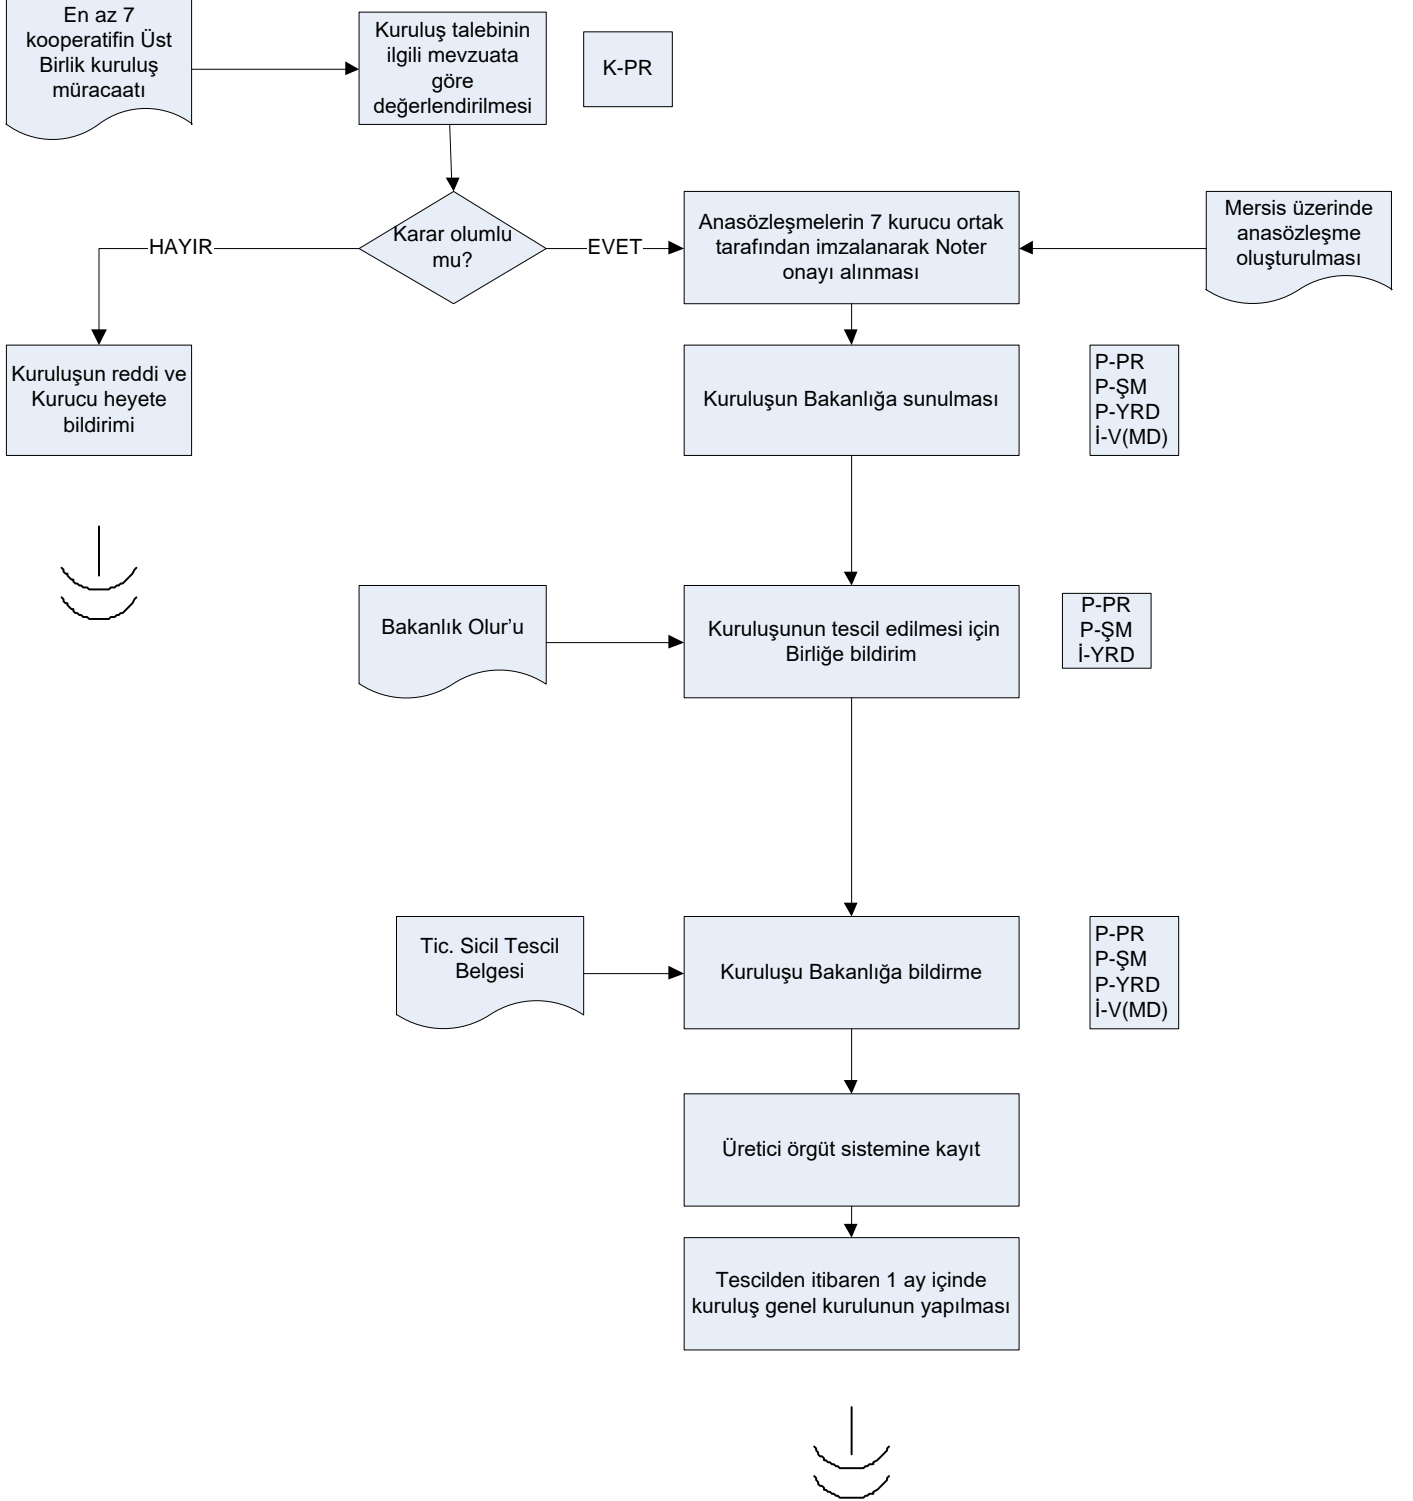 En az 7
kooperatifin Üst
Birlik kuruluş
müracaatı
Kuruluş talebinin
ilgili mevzuata
göre
değerlendirilmesi
K-PR
Karar olumlu
mu?
HAYIR
EVET
Anasözleşmelerin 7 kurucu ortak
tarafından imzalanarak Noter
onayı alınması
Mersis üzerinde
anasözleşme
oluşturulması
Kuruluşun reddi ve
Kurucu heyete
bildirimi
Kuruluşun Bakanlığa sunulması
P-PR
P-ŞM
P-YRD
İ-V(MD)
Bakanlık Olur’u
Kuruluşunun tescil edilmesi için
Birliğe bildirim
P-PR
P-ŞM
İ-YRD
Tic. Sicil Tescil
Belgesi
Kuruluşu Bakanlığa bildirme
P-PR
P-ŞM
P-YRD
İ-V(MD)
Üretici örgüt sistemine kayıt
Tescilden itibaren 1 ay içinde
kuruluş genel kurulunun yapılması